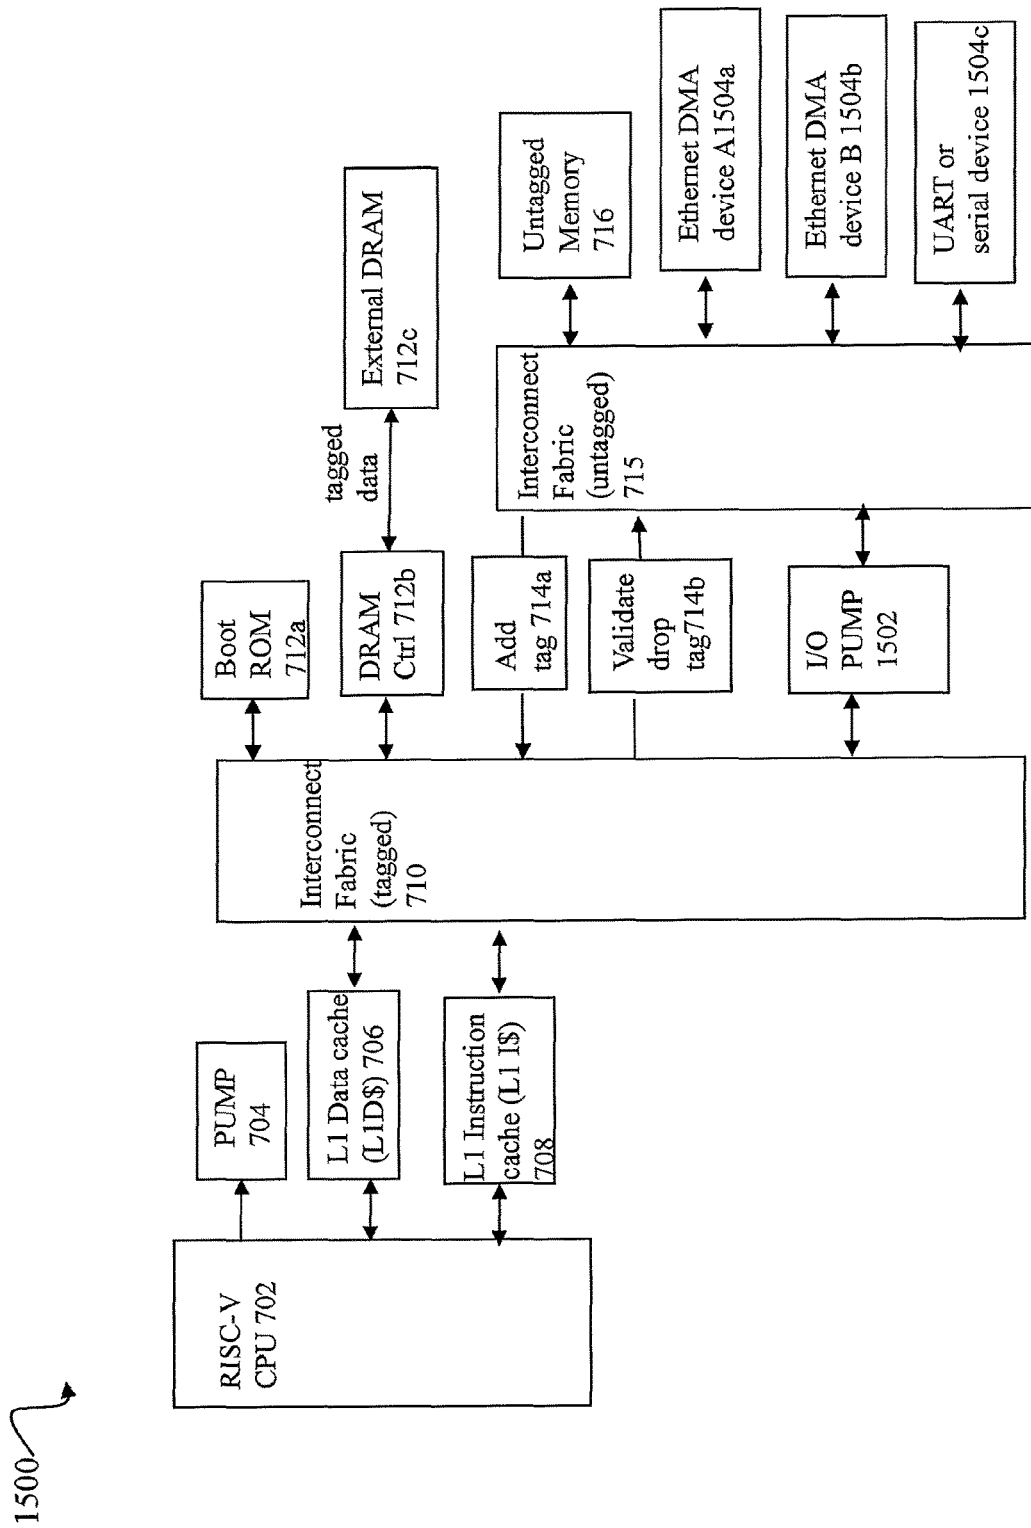 1500
RISC-V
CPU 702
PUMP
704
L1 Data cache
(L1D$) 706
L1 Instruction
cache (L1 I$)
708
Interconnect
Fabric
(tagged)
710
Boot
ROM
712a
DRAM
Ctrl 712b
tagged
data
External DRAM
712c
Add
tag 714a
Validate
drop
tag714b
I/O
PUMP
1502
Interconnect
Fabric
(untagged)
715
Untagged
Memory
716
Ethernet DMA
device A1504a
Ethernet DMA
device B 1504b
UART or
serial device 1504c